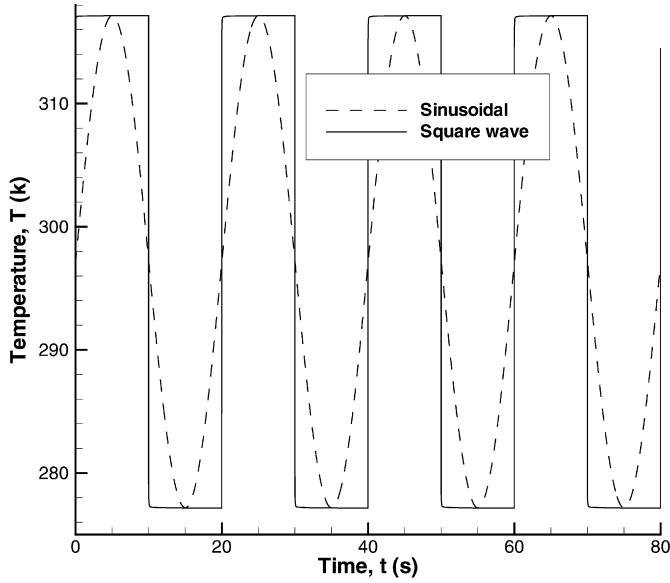 310
300
290
280
Temperature, T (k)
Sinusoidal
Square wave
0
20
40
60
80
Time, t (s)